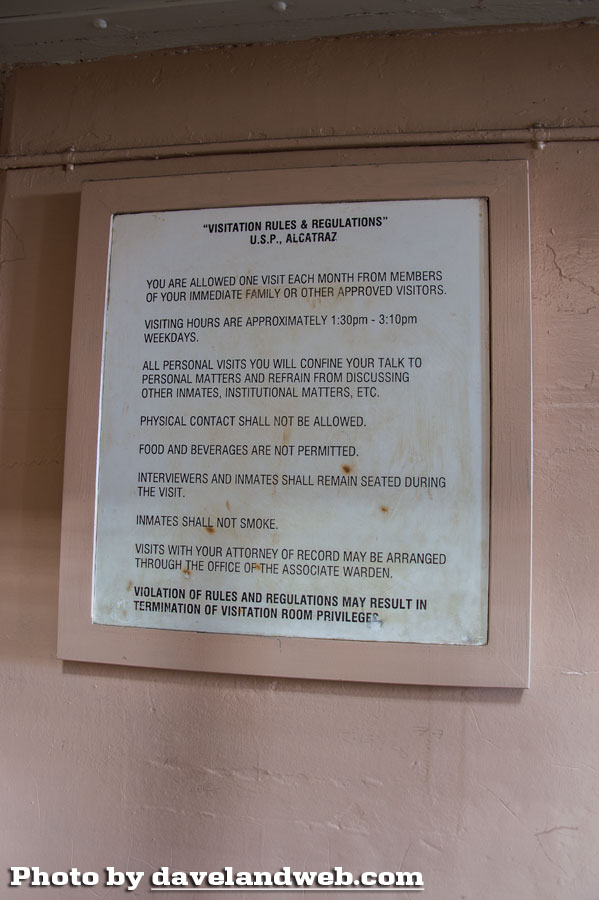 "VISITATION RULES & REGULATIONS"
U.S.P., ALCATRAZ
YOU ARE ALLOWED ONE VISIT EACH MONTH FROM MEMBERS
OF YOUR IMMEDIATE FAMILY OR OTHER APPROVED VISITORS.
VISITING HOURS ARE APPROXIMATELY 1:30pm - 3:10pm
WEEKDAYS.
ALL PERSONAL VISITS YOU WILL CONFINE YOUR TALK TO
PERSONAL MATTERS AND REFRAIN FROM DISCUSSING
OTHER INMATES, INSTITUTIONAL MATTERS, ETC.
PHYSICAL CONTACT SHALL NOT BE ALLOWED.
FOOD AND BEVERAGES ARE NOT PERMITTED.
INTERVIEWERS AND INMATES SHALL REMAIN SEATED DURING
THE VISIT.
INMATES SHALL NOT SMOKE.
VISITS WITH YOUR ATTORNEY OF RECORD MAY BE ARRANGED
THROUGH THE OFFICE OF THE ASSOCIATE WARDEN.
VIOLATION OF RULES AND REGULATIONS MAY RESULT IN
TERMINATION OF VISITATION ROOM PRIVILEGES.
Photo by davelandweb.com